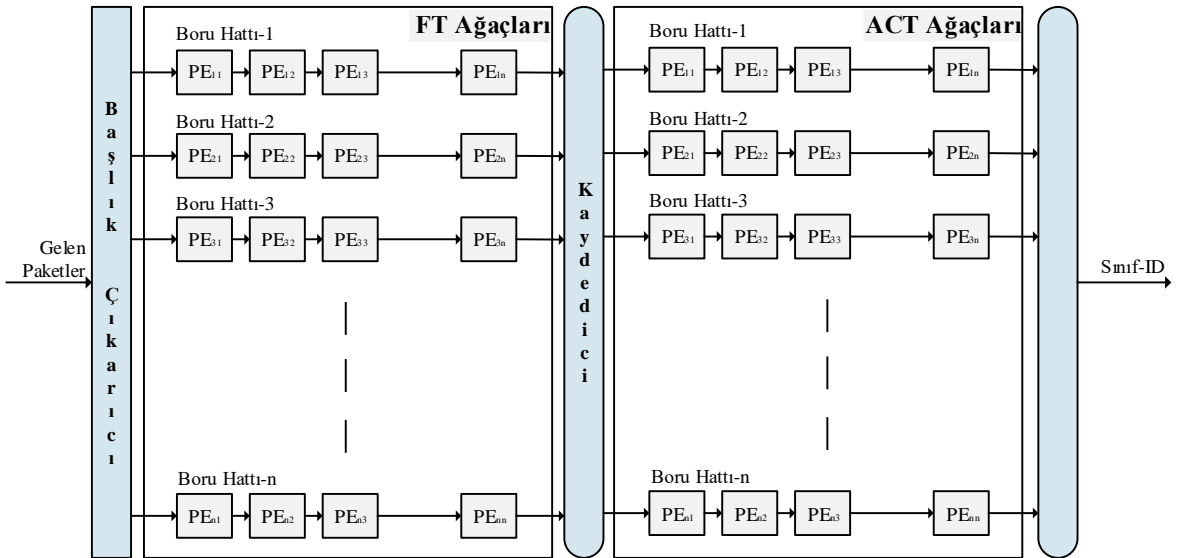 Gelen
Paketler
Başlık Çıkarıcı
FT Ağaçları
Boru Hattı-1
PE11 PE12 PE13 PE1n
Boru Hattı-2
PE21 PE22 PE23 PE2n
Boru Hattı-3
PE31 PE32 PE33 PE3n
Boru Hattı-n
PEn1 PEn2 PEn3 PEnn
Kaydedici
ACT Ağaçları
Boru Hattı-1
PE11 PE12 PE13 PE1n
Boru Hattı-2
PE21 PE22 PE23 PE2n
Boru Hattı-3
PE31 PE32 PE33 PE3n
Boru Hattı-n
PEn1 PEn2 PEn3 PEnn
Sınıf-ID